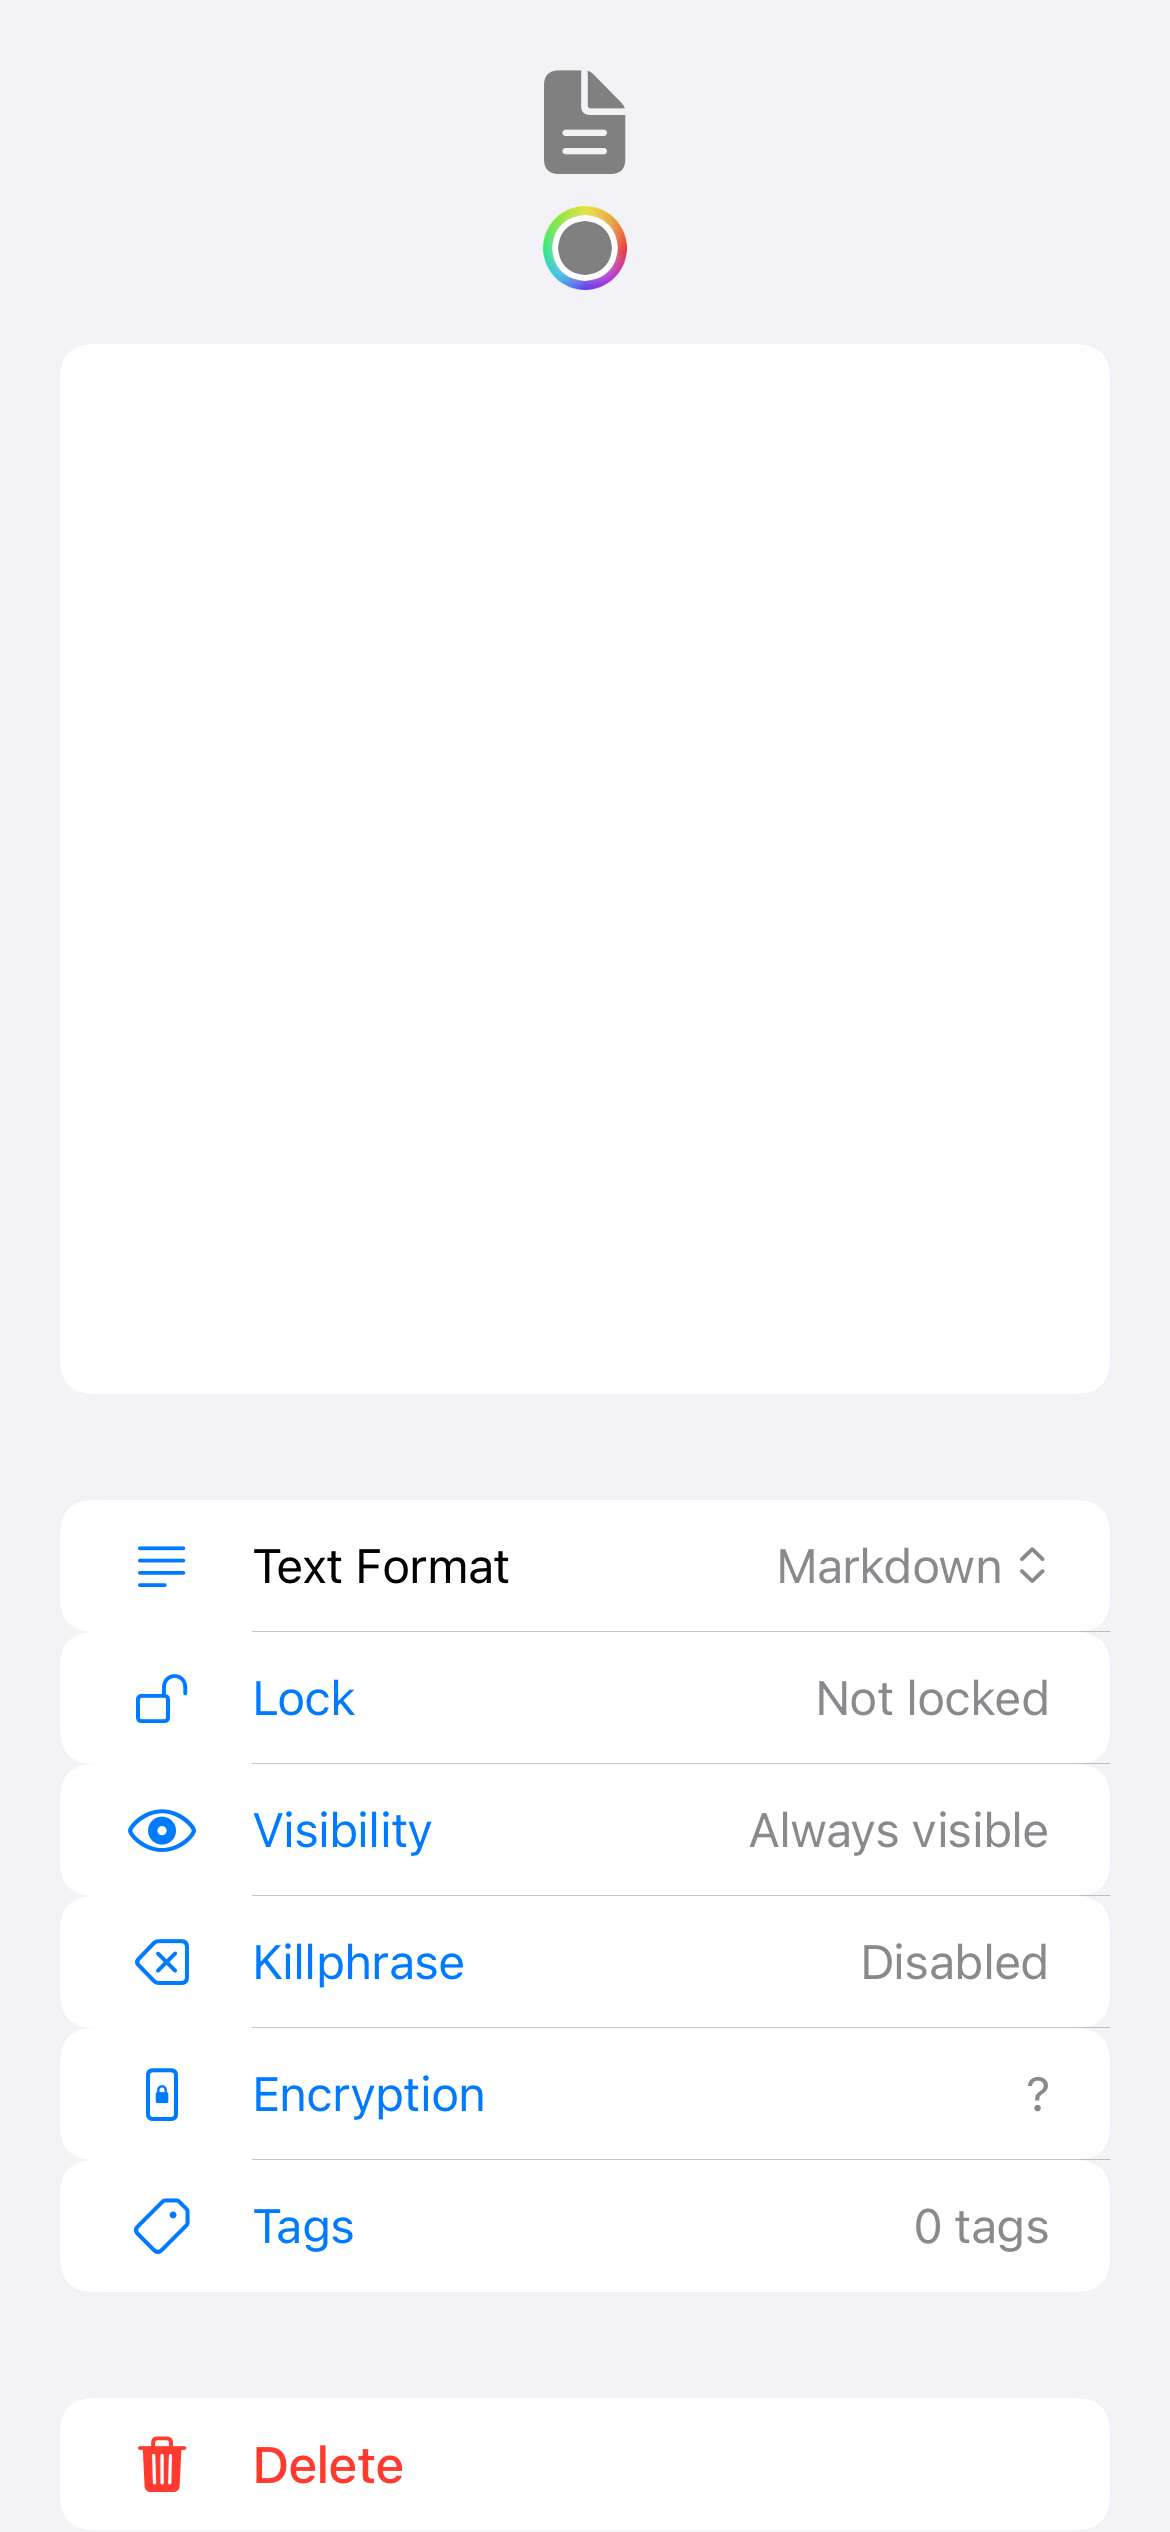 Text Format Markdown
Lock Not locked
Visibility Always visible
Killphrase Disabled
Encryption ?
Tags 0 tags
Delete